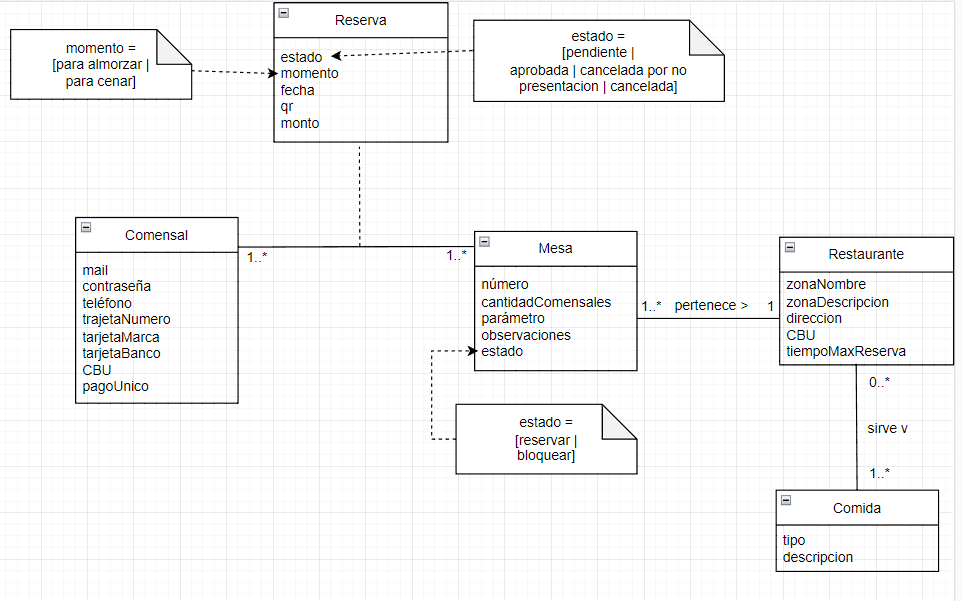 Reserva
estado
momento
fecha
qr
monto
momento =
[para almorzar |
para cenar]
estado =
[pendiente |
aprobada | cancelada por no
presentacion | cancelada]
Comensal
mail
contraseña
teléfono
trajetaNumero
tarjetaMarca
tarjetaBanco
CBU
pagoUnico
1..*
1..*
Mesa
número
cantidadComensales
parámetro
observaciones
estado
estado =
[reservar |
bloquear]
1..* pertenece > 1
Restaurante
zonaNombre
zonaDescripcion
direccion
CBU
tiempoMaxReserva
0..*
sirve v
1..*
Comida
tipo
descripcion